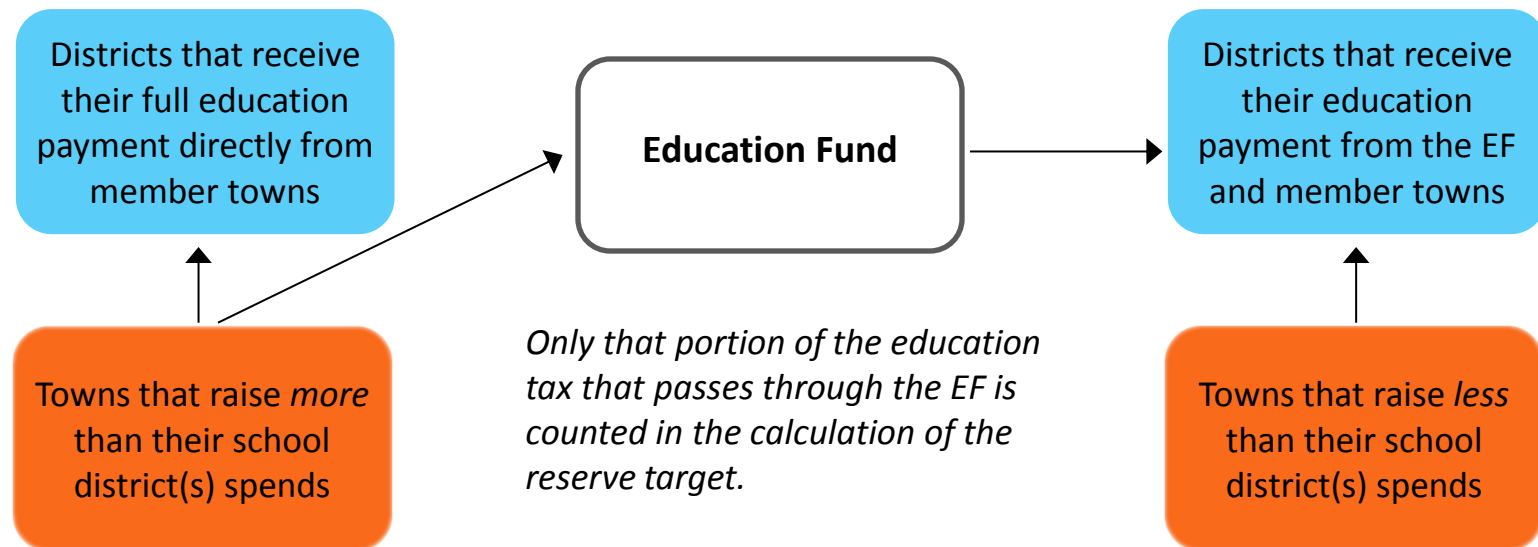 Districts that receive
their full education
payment directly from
member towns
Education Fund
Districts that receive
their education
payment from the EF
and member towns
Towns that raise more
than their school
district(s) spends
Only that portion of the education
tax that passes through the EF is
counted in the calculation of the
reserve target.
Towns that raise less
than their school
district(s) spends